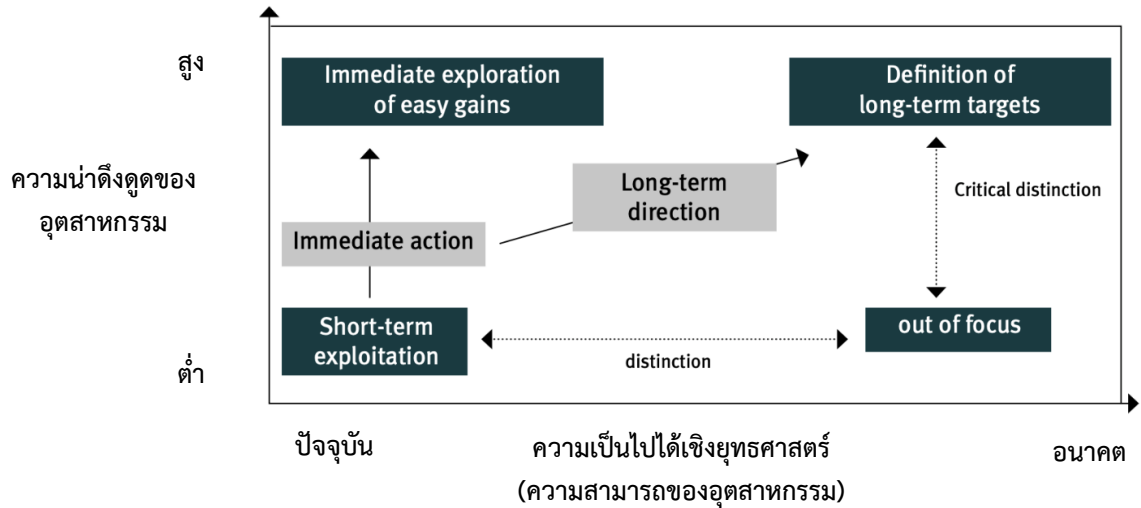 สูง
Immediate exploration
of easy gains
Definition of
long-term targets
ความน่าดึงดูดของ
อุตสาหกรรม
Long-term
direction
Critical distinction
Immediate action
Short-term
exploitation
distinction
out of focus
ต่ำ
ปัจจุบัน
ความเป็นไปได้เชิงยุทธศาสตร์
(ความสามารถของอุตสาหกรรม)
อนาคต